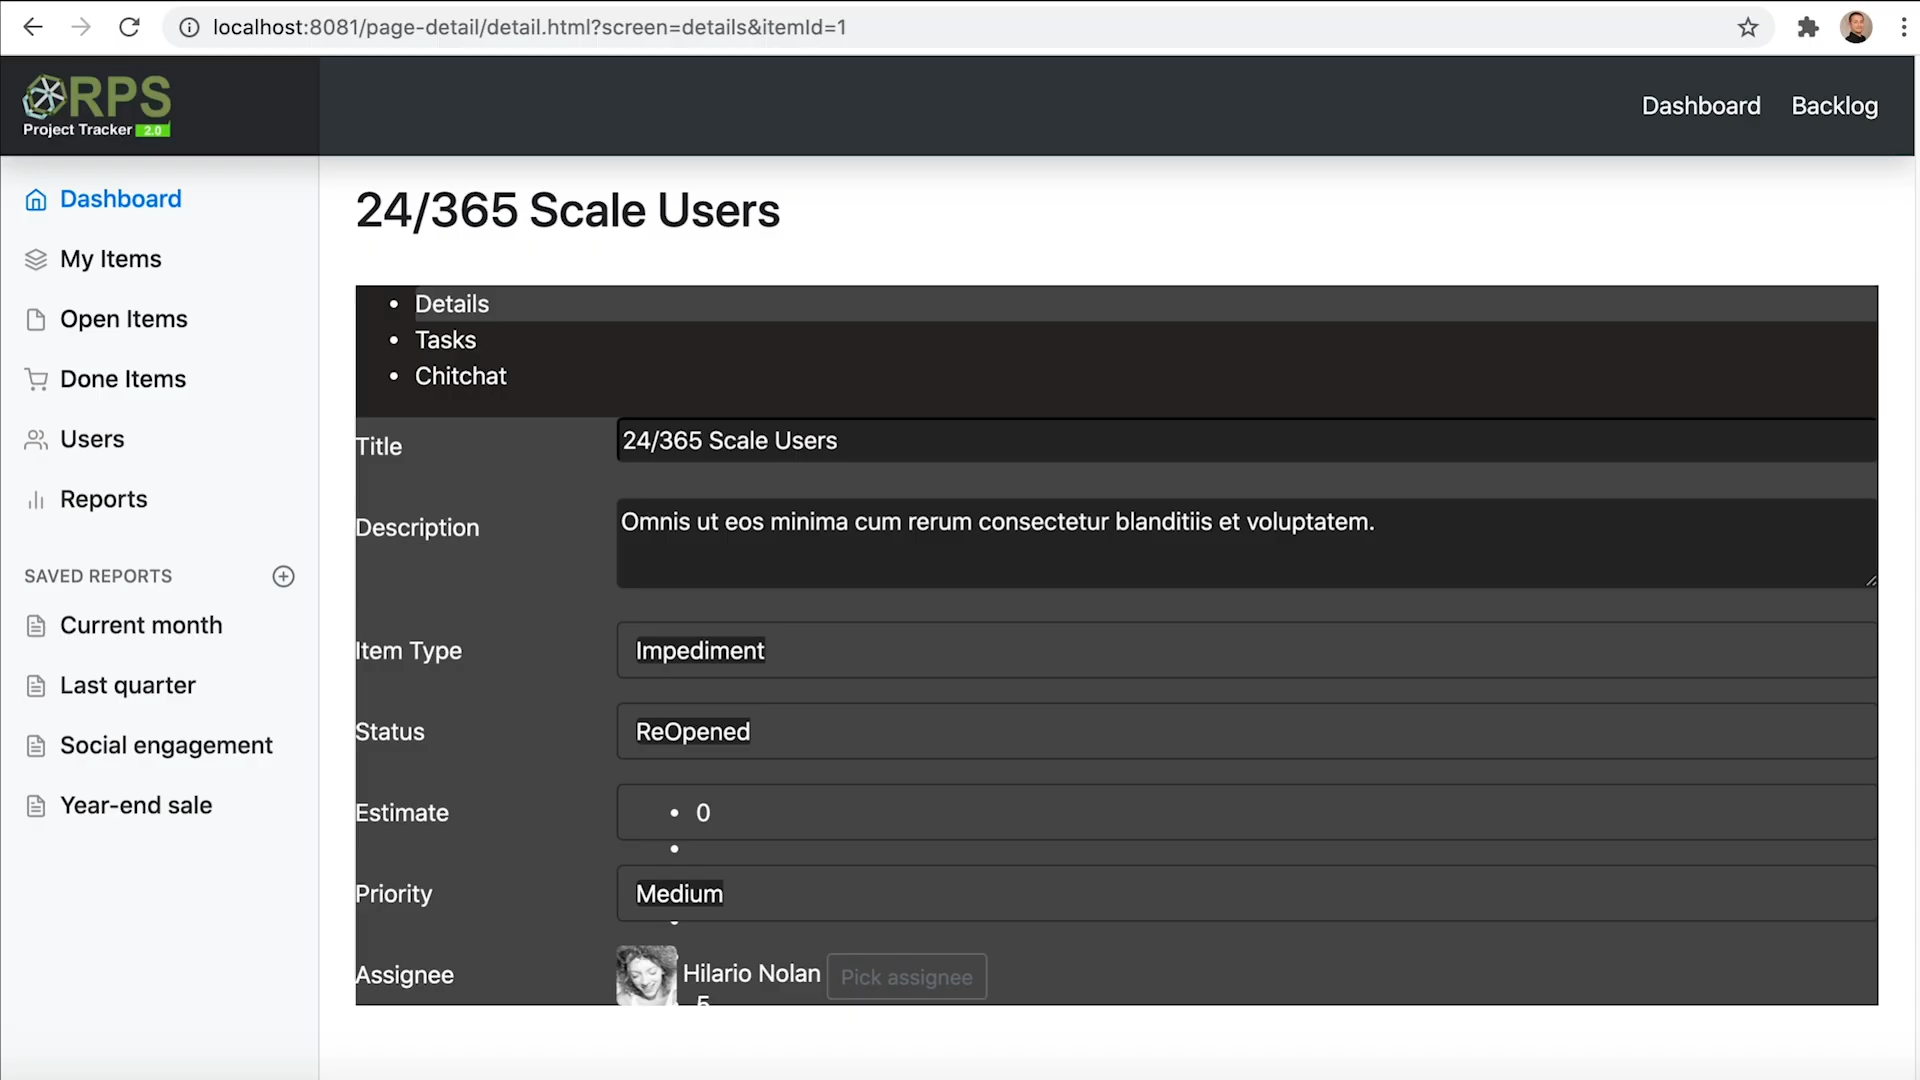 localhost:8081/page-detail/detail.html?screen=details&itemId=1
RPS
Project Tracker 2.0
Dashboard Backlog
Dashboard
My Items
Open Items
Done Items
Users
Reports
SAVED REPORTS
Current month
Last quarter
Social engagement
Year-end sale
24/365 Scale Users
• Details
• Tasks
• Chitchat
Title 24/365 Scale Users
Description Omnis ut eos minima cum rerum consectetur blanditiis et voluptatem.
Item Type Impediment
Status ReOpened
Estimate • 0
Priority Medium
Assignee Hilario Nolan Pick assignee
5